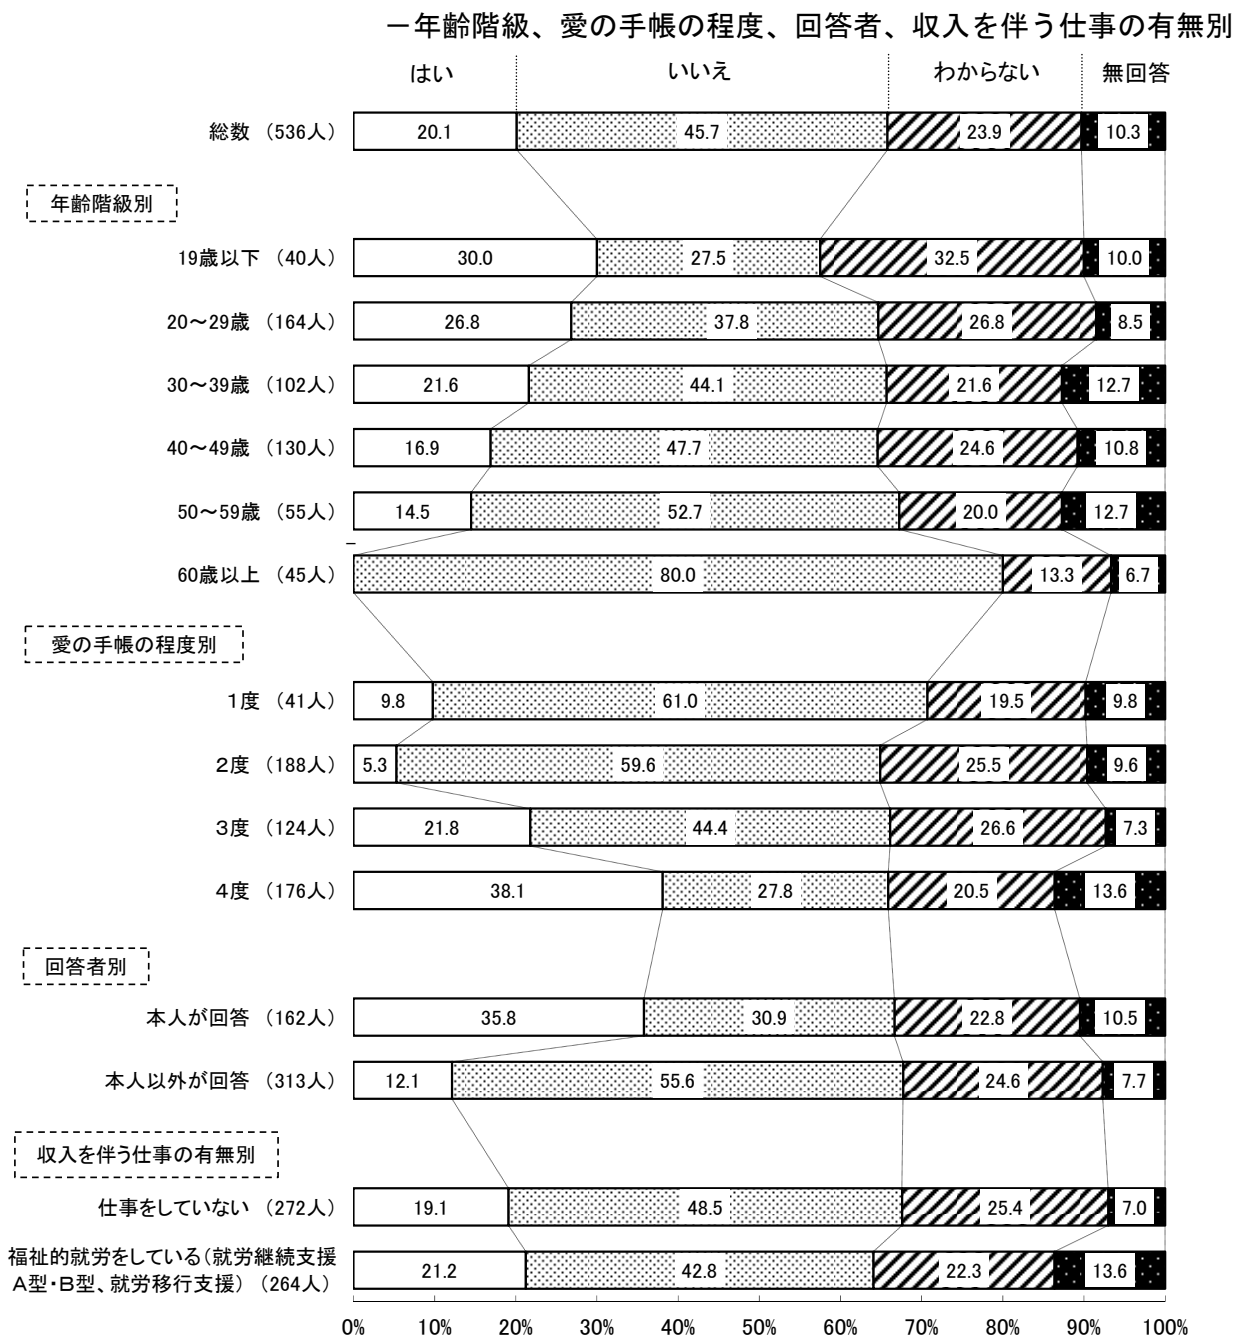 －年齢階級、愛の手帳の程度、回答者、収入を伴う仕事の有無別
はい いいえ わからない 無回答
総数 （536人） 20.1 45.7 23.9 10.3
年齢階級別
19歳以下 （40人） 30.0 27.5 32.5 10.0
20～29歳 （164人） 26.8 37.8 26.8 8.5
30～39歳 （102人） 21.6 44.1 21.6 12.7
40～49歳 （130人） 16.9 47.7 24.6 10.8
50～59歳 （55人） 14.5 52.7 20.0 12.7
－
60歳以上 （45人） 80.0 13.3 6.7
愛の手帳の程度別
１度 （41人） 9.8 61.0 19.5 9.8
２度 （188人） 5.3 59.6 25.5 9.6
３度 （124人） 21.8 44.4 26.6 7.3
４度 （176人） 38.1 27.8 20.5 13.6
回答者別
本人が回答 （162人） 35.8 30.9 22.8 10.5
本人以外が回答 （313人） 12.1 55.6 24.6 7.7
収入を伴う仕事の有無別
仕事をしていない （272人） 19.1 48.5 25.4 7.0
福祉的就労をしている（就労継続支援
Ａ型・Ｂ型、就労移行支援） （264人） 21.2 42.8 22.3 13.6
0% 10% 20% 30% 40% 50% 60% 70% 80% 90% 100%